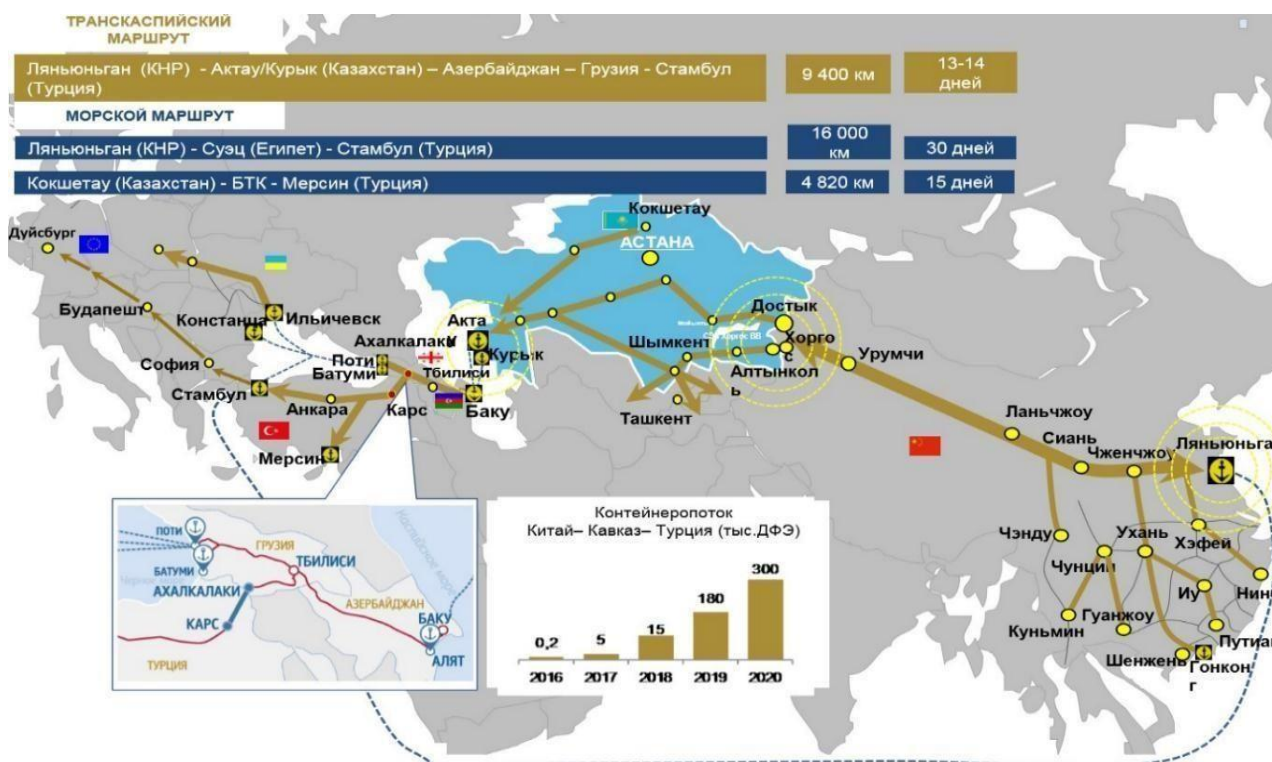 ТРАНСКАСПИЙСКИЙ
МАРШРУТ
Ляньюньган (КНР) - Актау/Курык (Казахстан) – Азербайджан – Грузия - Стамбул
(Турция)
9 400 км
13-14
дней
МОРСКОЙ МАРШРУТ
Ляньюньган (КНР) - Суэц (Египет) - Стамбул (Турция)
16 000
км
30 дней
Кокшетау (Казахстан) - БТК - Мерсин (Турция)
4 820 км
15 дней
Дуйсбург
Кокшетау
АСТАНА
Будапешт
Констанца
Ильичевск
Ахалкалаки
Акта
у
Достык
Хорго
с
Шымкент
Курык
Поти
Батуми
Тбилиси
София
Стамбул
Анкара
Карс
Баку
Алтынкол
ь
Урумчи
Ташкент
Мерсин
Ланьчжоу
Сиань
Чженчжоу
Ляньюньга
Чэнду
Чунцин
Ухань
Хэфей
Куньмин
Гуанжоу
Иу
Нинб
Путиан
Шенжень
Гонкон
г
ПОТИ
ГРУЗИЯ
ТБИЛИСИ
БАТУМИ
Черное море
Каспийское море
АХАЛКАЛАКИ
АЗЕРБАЙДЖАН
БАКУ
КАРС
АЛЯТ
ТУРЦИЯ
Контейнеропоток
Китай– Кавказ– Турция (тыс.ДФЭ)
0,2
5
15
180
300
2016
2017
2018
2019
2020